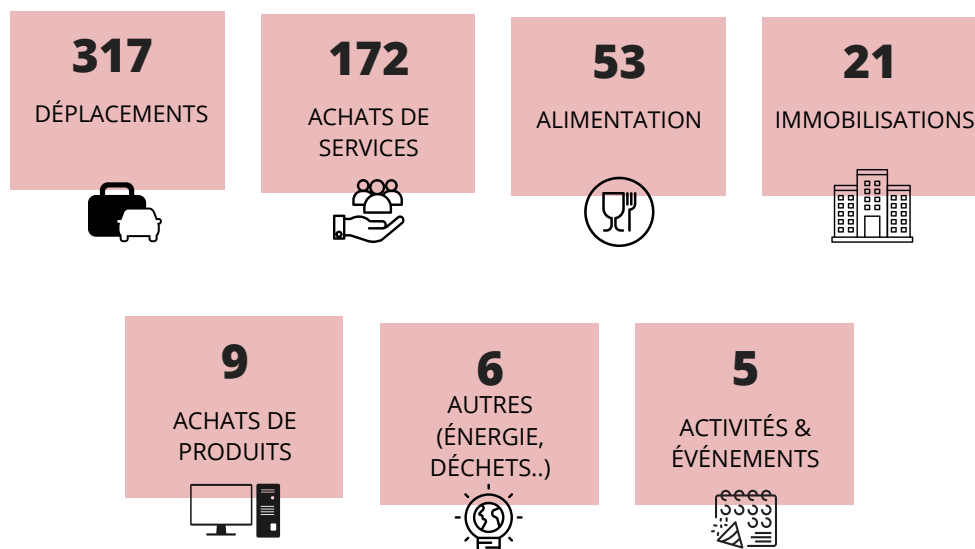 317
DÉPLACEMENTS
172
ACHATS DE
SERVICES
53
ALIMENTATION
21
IMMOBILISATIONS
9
ACHATS DE
PRODUITS
6
AUTRES
(ÉNERGIE,
DÉCHETS..)
5
ACTIVITÉS &
ÉVÉNEMENTS